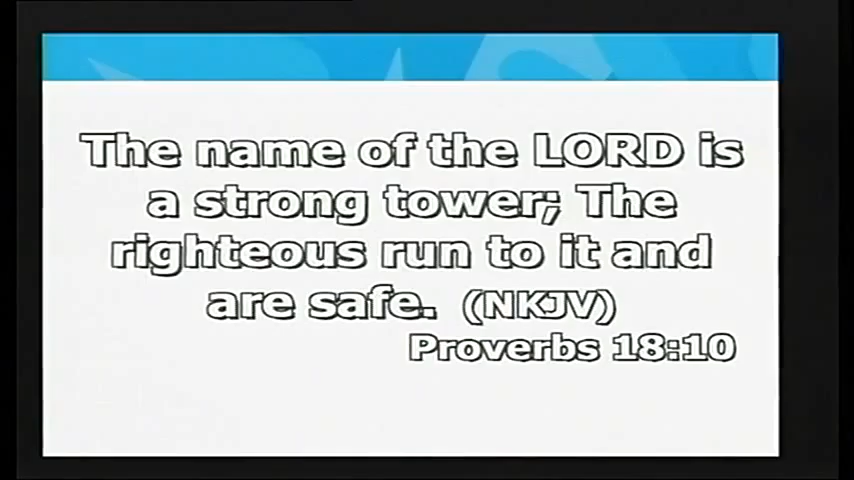 The name of the LORD is
a strong tower; The
righteous run to it and
are safe. (NKJV)
Proverbs 18:10